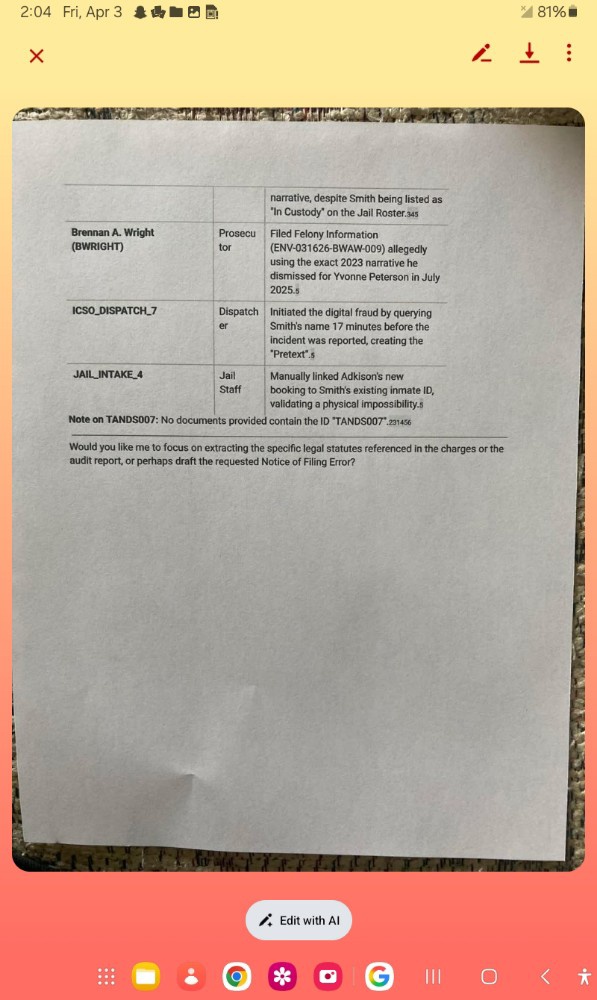 2:04 Fri, Apr 3
81%
narrative, despite Smith being listed as
"In Custody" on the Jail Roster.345
Brennan A. Wright
(BWRIGHT)
Prosecu
tor
Filed Felony Information
(ENV-031626-BWAW-009) allegedly
using the exact 2023 narrative he
dismissed for Yvonne Peterson in July
2025.5
ICSO_DISPATCH_7
Dispatch
er
Initiated the digital fraud by querying
Smith's name 17 minutes before the
incident was reported, creating the
"Pretext".5
JAIL_INTAKE_4
Jail
Staff
Manually linked Adkison's new
booking to Smith's existing inmate ID,
validating a physical impossibility.5
Note on TANDS007: No documents provided contain the ID "TANDS007".231456
Would you like me to focus on extracting the specific legal statutes referenced in the charges or the
audit report, or perhaps draft the requested Notice of Filing Error?
Edit with AI